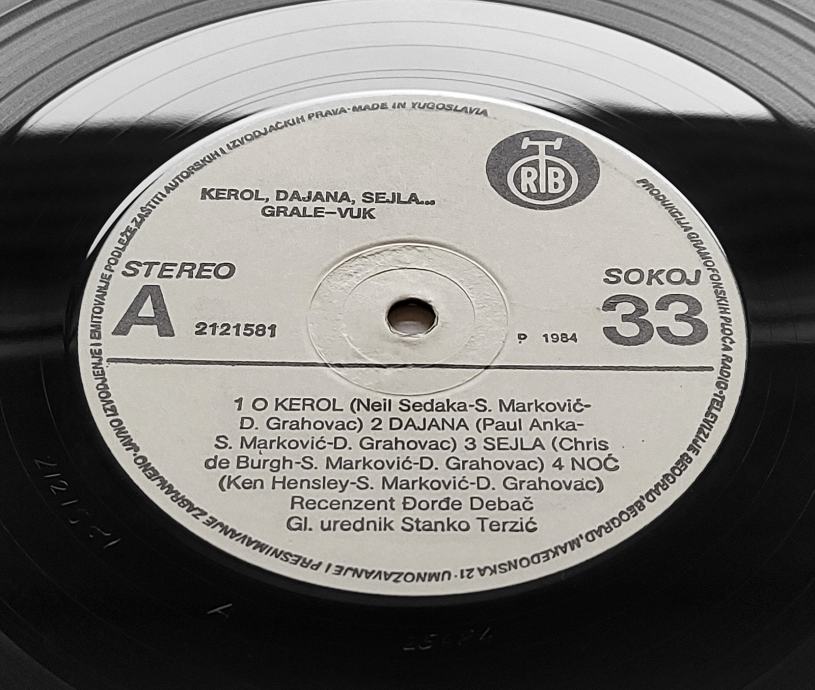 ZAŠTITI AUTORSKIH I IZVODJAČKIH PRAVA·MADE IN YUGOSLAVIA
PRODUKCIJA GRAMOFONSKIH PLOČA RADIO-TELEVIZIJE BEOGRAD, BEOGRAD, MAKEDONSKA 21·UMNOŽAVANJE I PRESNIMAVANJE ZABRANJENO·JAVNO IZVODJENJE I EMITOVANJE PODLEŽE
RTB
KEROL, DAJANA, SEJLA...
GRALE–VUK
STEREO
SOKOJ
A
2121581
P 1984
33
1 O KEROL (Neil Sedaka-S. Marković-
D. Grahovac) 2 DAJANA (Paul Anka-
S. Marković-D. Grahovac) 3 SEJLA (Chris
de Burgh-S. Marković-D. Grahovac) 4 NOĆ
(Ken Hensley-S. Marković-D. Grahovac)
Recenzent Đorđe Debač
Gl. urednik Stanko Terzić
A